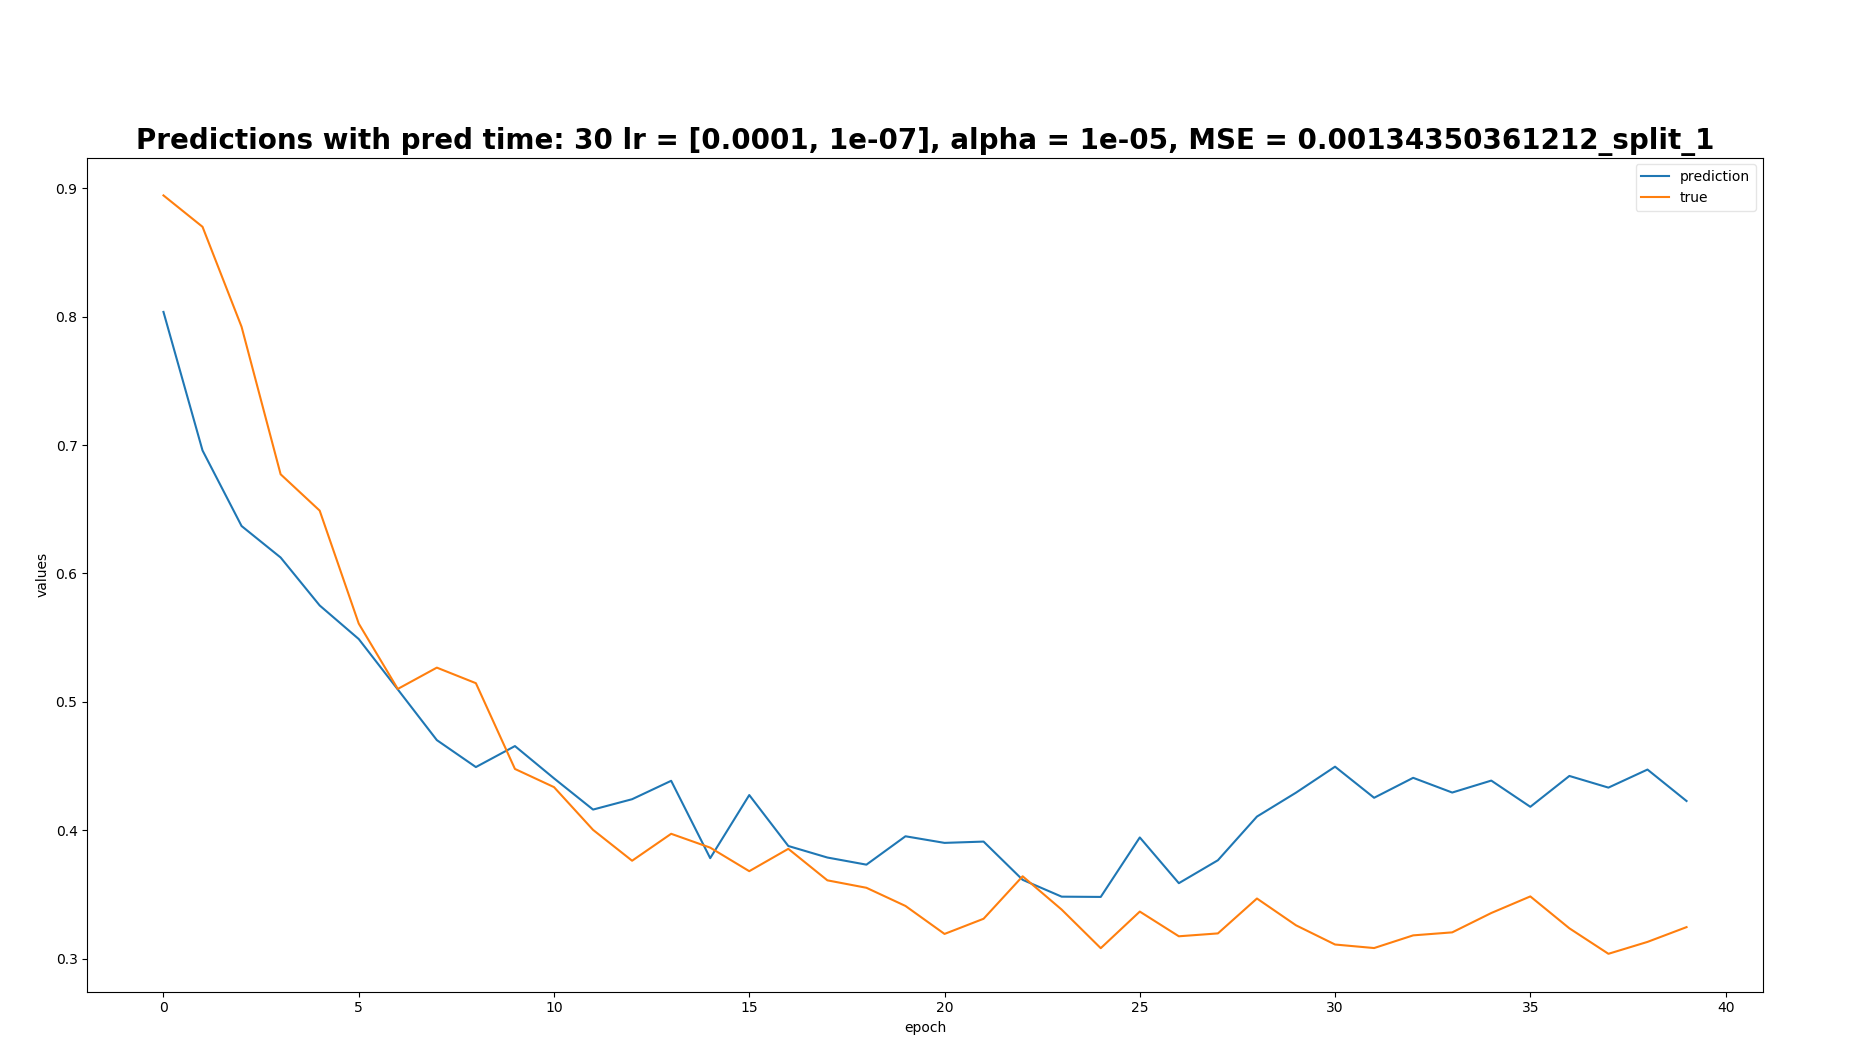 Predictions with pred time: 30 lr = [0.0001, 1e-07], alpha = 1e-05, MSE = 0.00134350361212_split_1
prediction
true
0.9
0.8
0.7
0.6
0.5
0.4
0.3
values
0 5 10 15 20 25 30 35 40
epoch